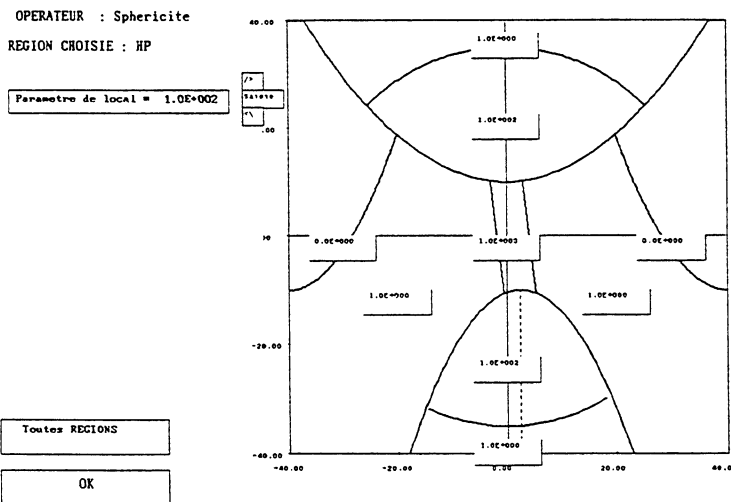 OPERATEUR : Sphericite
REGION CHOISIE : HP
Parametre de local = 1.0E+002
/>
<\
Toutes REGIONS
OK
40.00
.00
-20.00
-40.00
1.0E+000
1.0E+002
0.0E+000
1.0E+003
0.0E+000
1.0E+000
1.0E+000
1.0E+002
1.0E+000
-40.00
-20.00
0.00
20.00
40.0